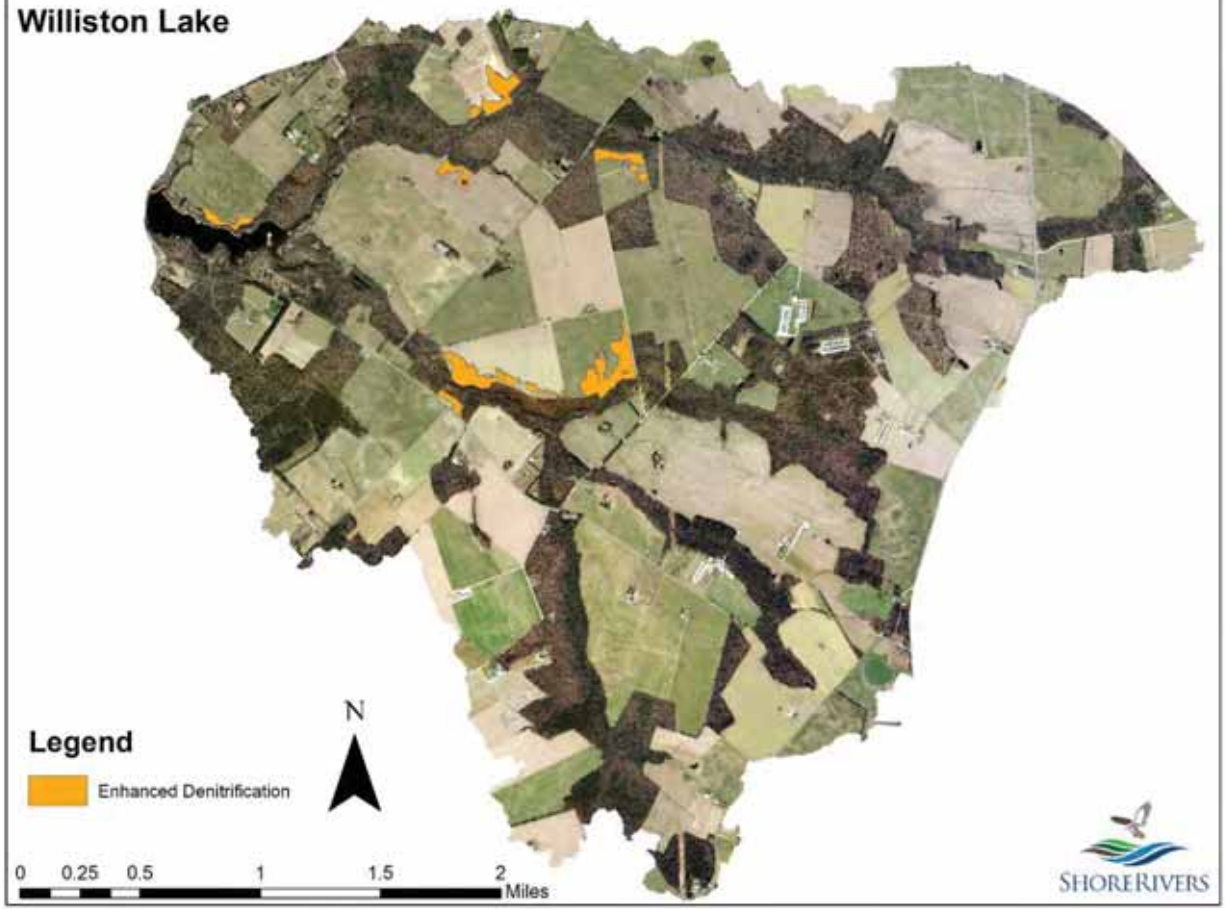 Williston Lake
N
Legend
Enhanced Denitrification
0 0.25 0.5 1 1.5 2
Miles
SHORERIVERS